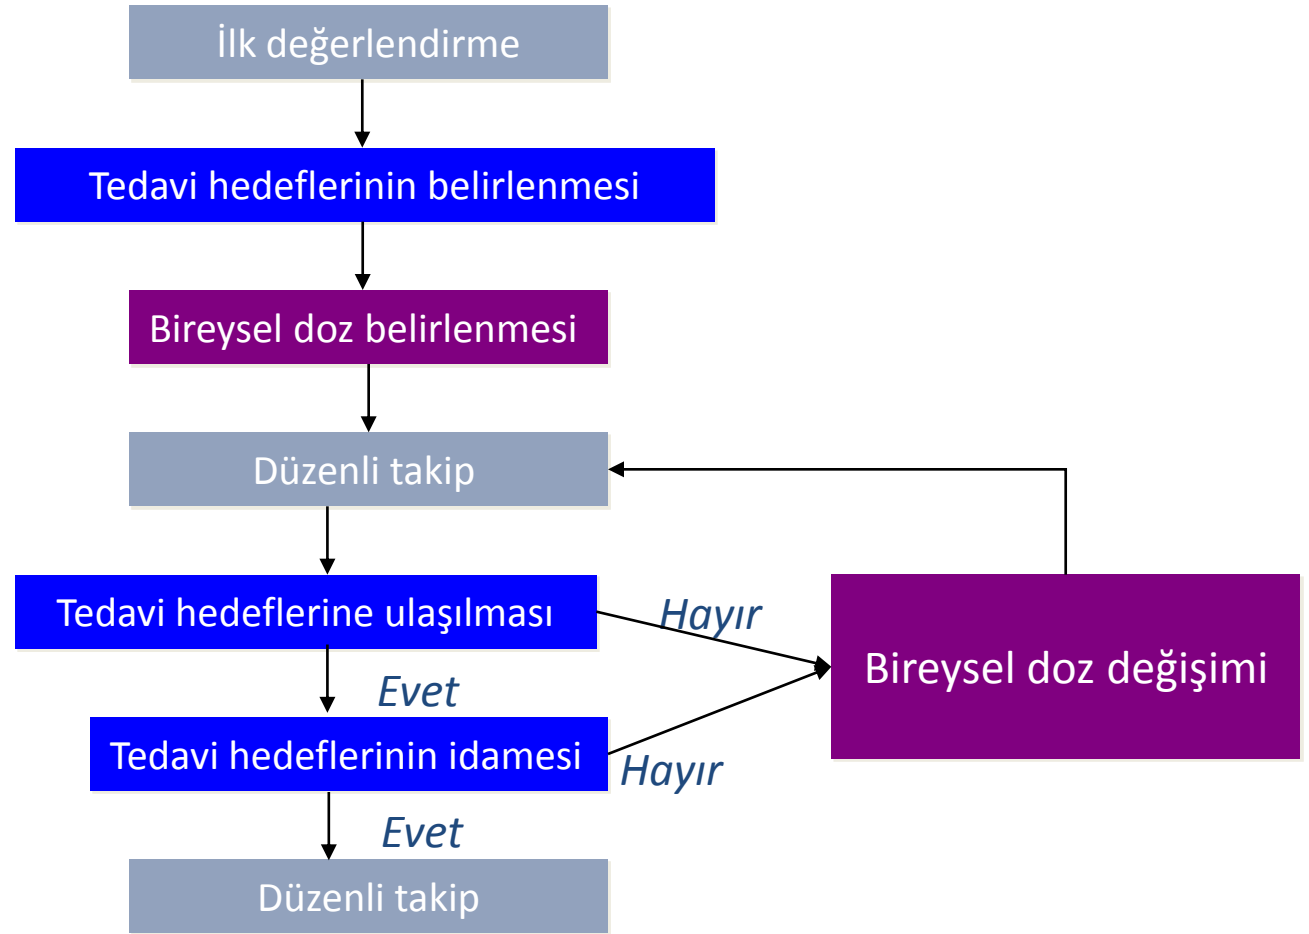 İlk değerlendirme
Tedavi hedeflerinin belirlenmesi
Bireysel doz belirlenmesi
Düzenli takip
Tedavi hedeflerine ulaşılması
Hayır
Bireysel doz değişimi
Evet
Tedavi hedeflerinin idamesi
Hayır
Evet
Düzenli takip